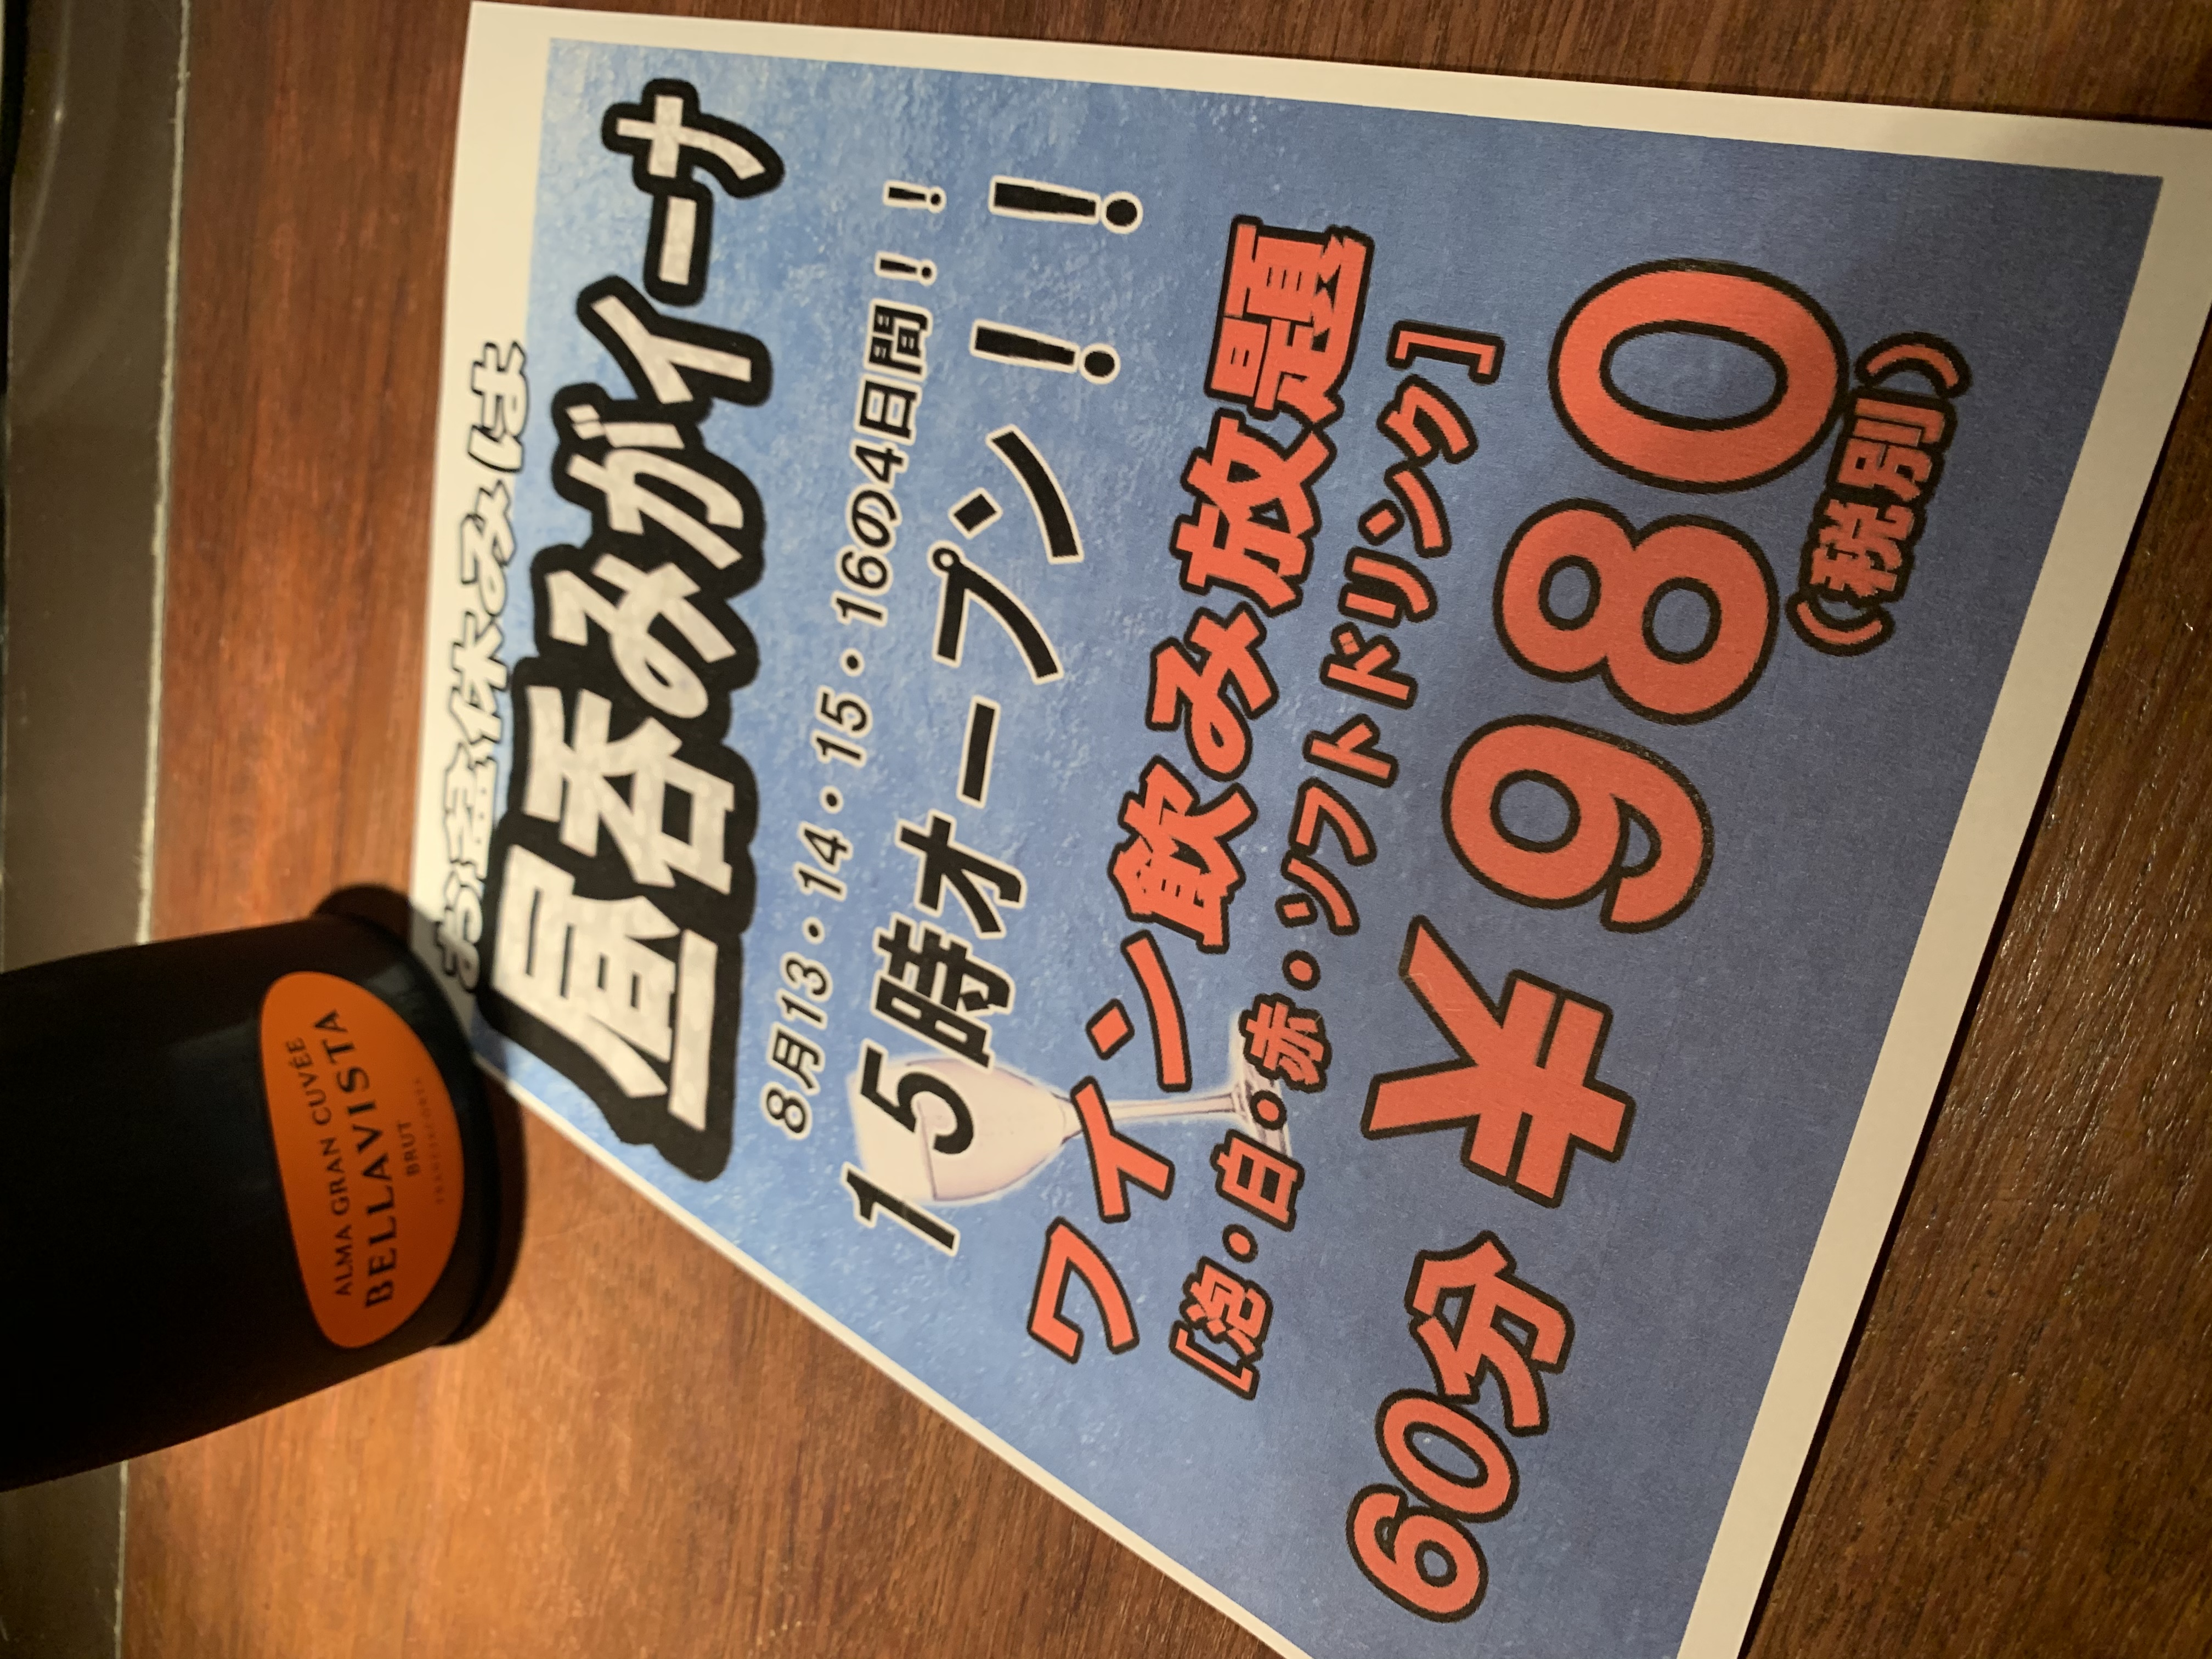 お盆休みは
昼呑みがイーナ
8月13・14・15・16の4日間！！
15時オープン！！
ワイン飲み放題
[泡・白・赤・ソフトドリンク]
60分￥980
(税別)
ALMA GRAN CUVÉE
BELLAVISTA
BRUT
FRANCIACORTA